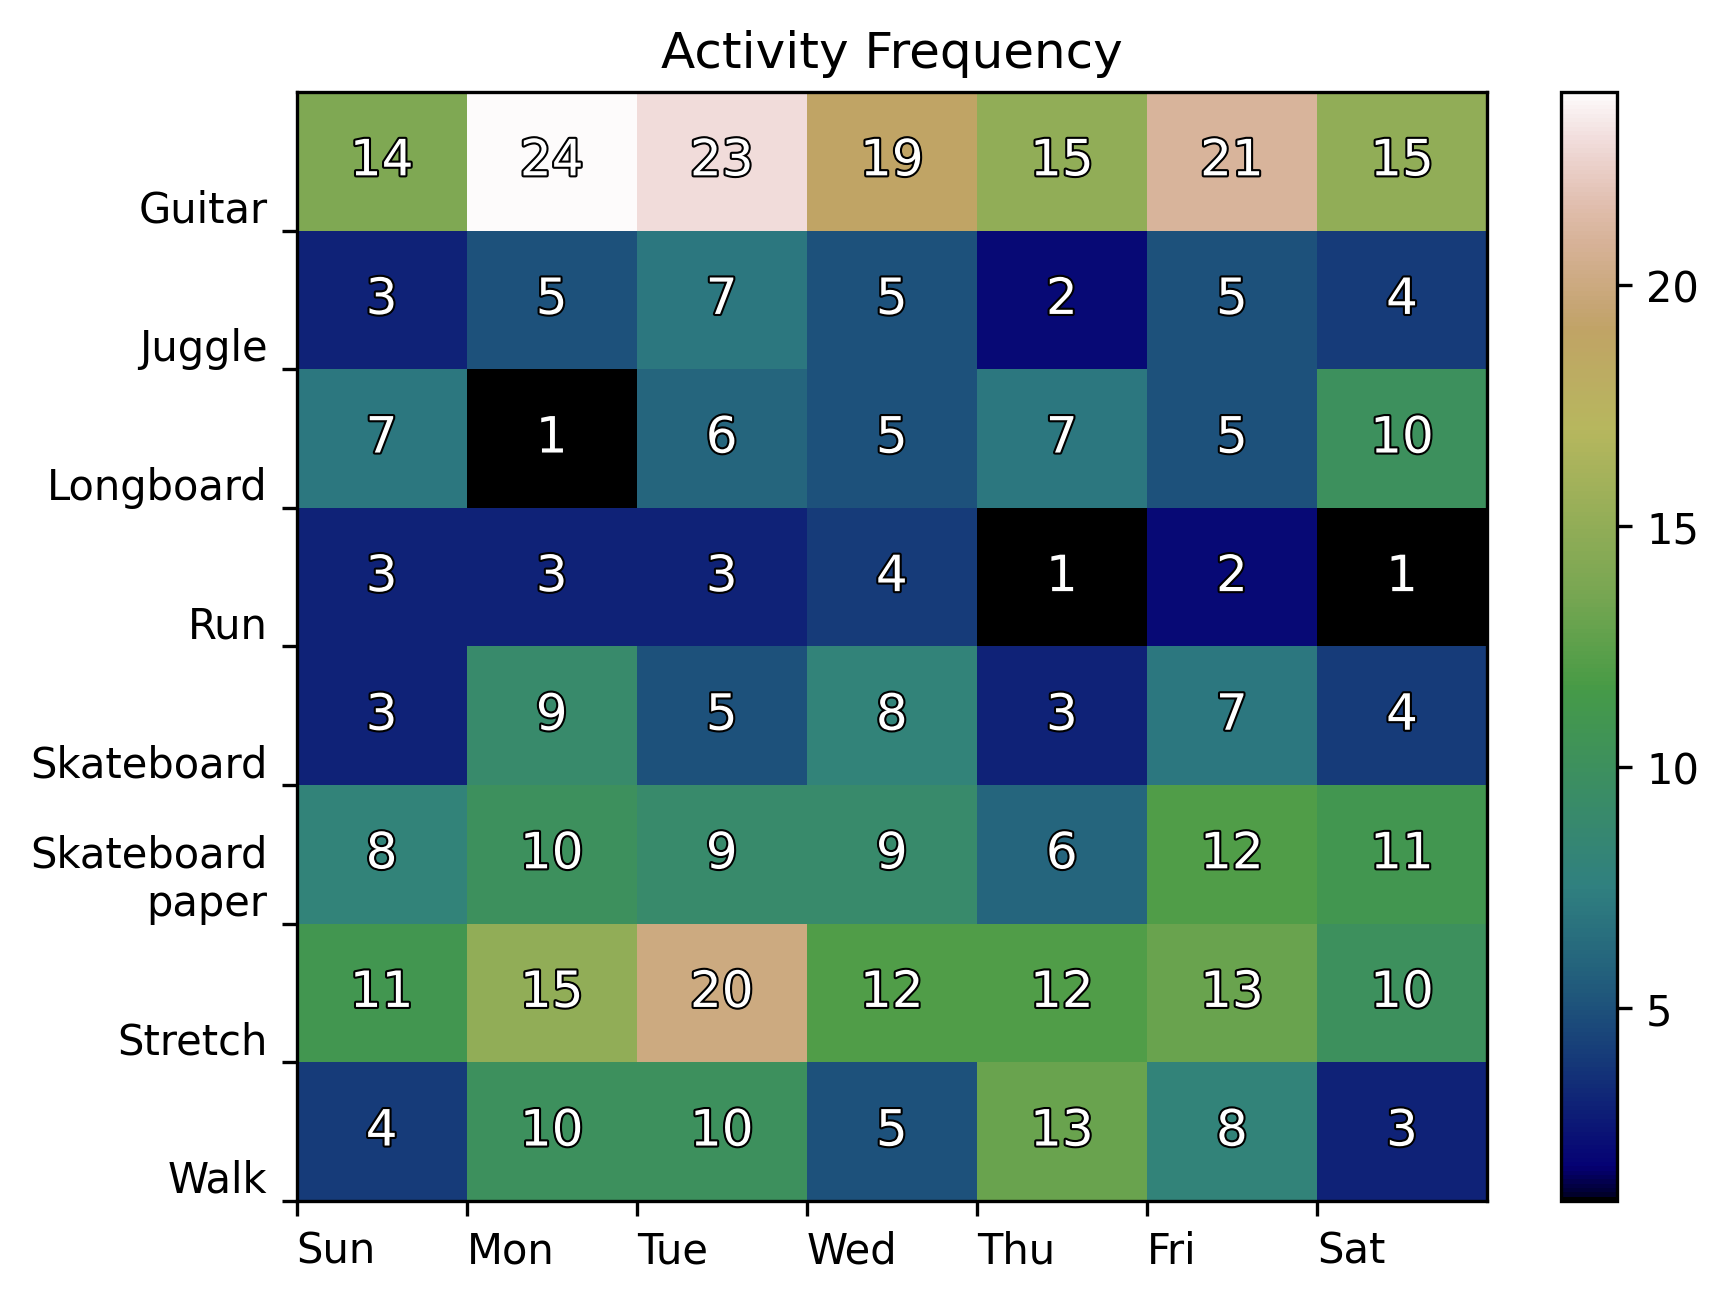 Activity Frequency
Guitar 14 24 23 19 15 21 15
Juggle 3 5 7 5 2 5 4
Longboard 7 1 6 5 7 5 10
Run 3 3 3 4 1 2 1
Skateboard 3 9 5 8 3 7 4
Skateboard
paper 8 10 9 9 6 12 11
Stretch 11 15 20 12 12 13 10
Walk 4 10 10 5 13 8 3
Sun Mon Tue Wed Thu Fri Sat
20
15
10
5